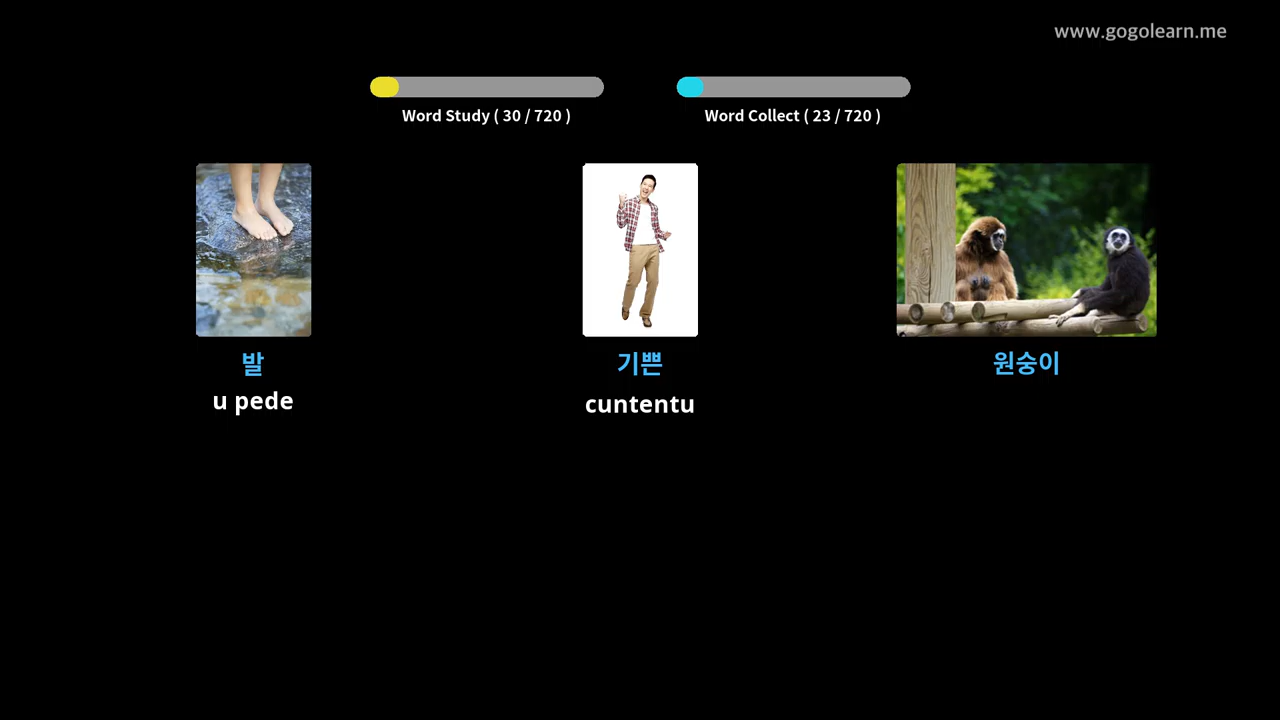 www.gogolearn.me
Word Study ( 30 / 720 )
Word Collect ( 23 / 720 )
발
기쁜
원숭이
u pede
cuntentu